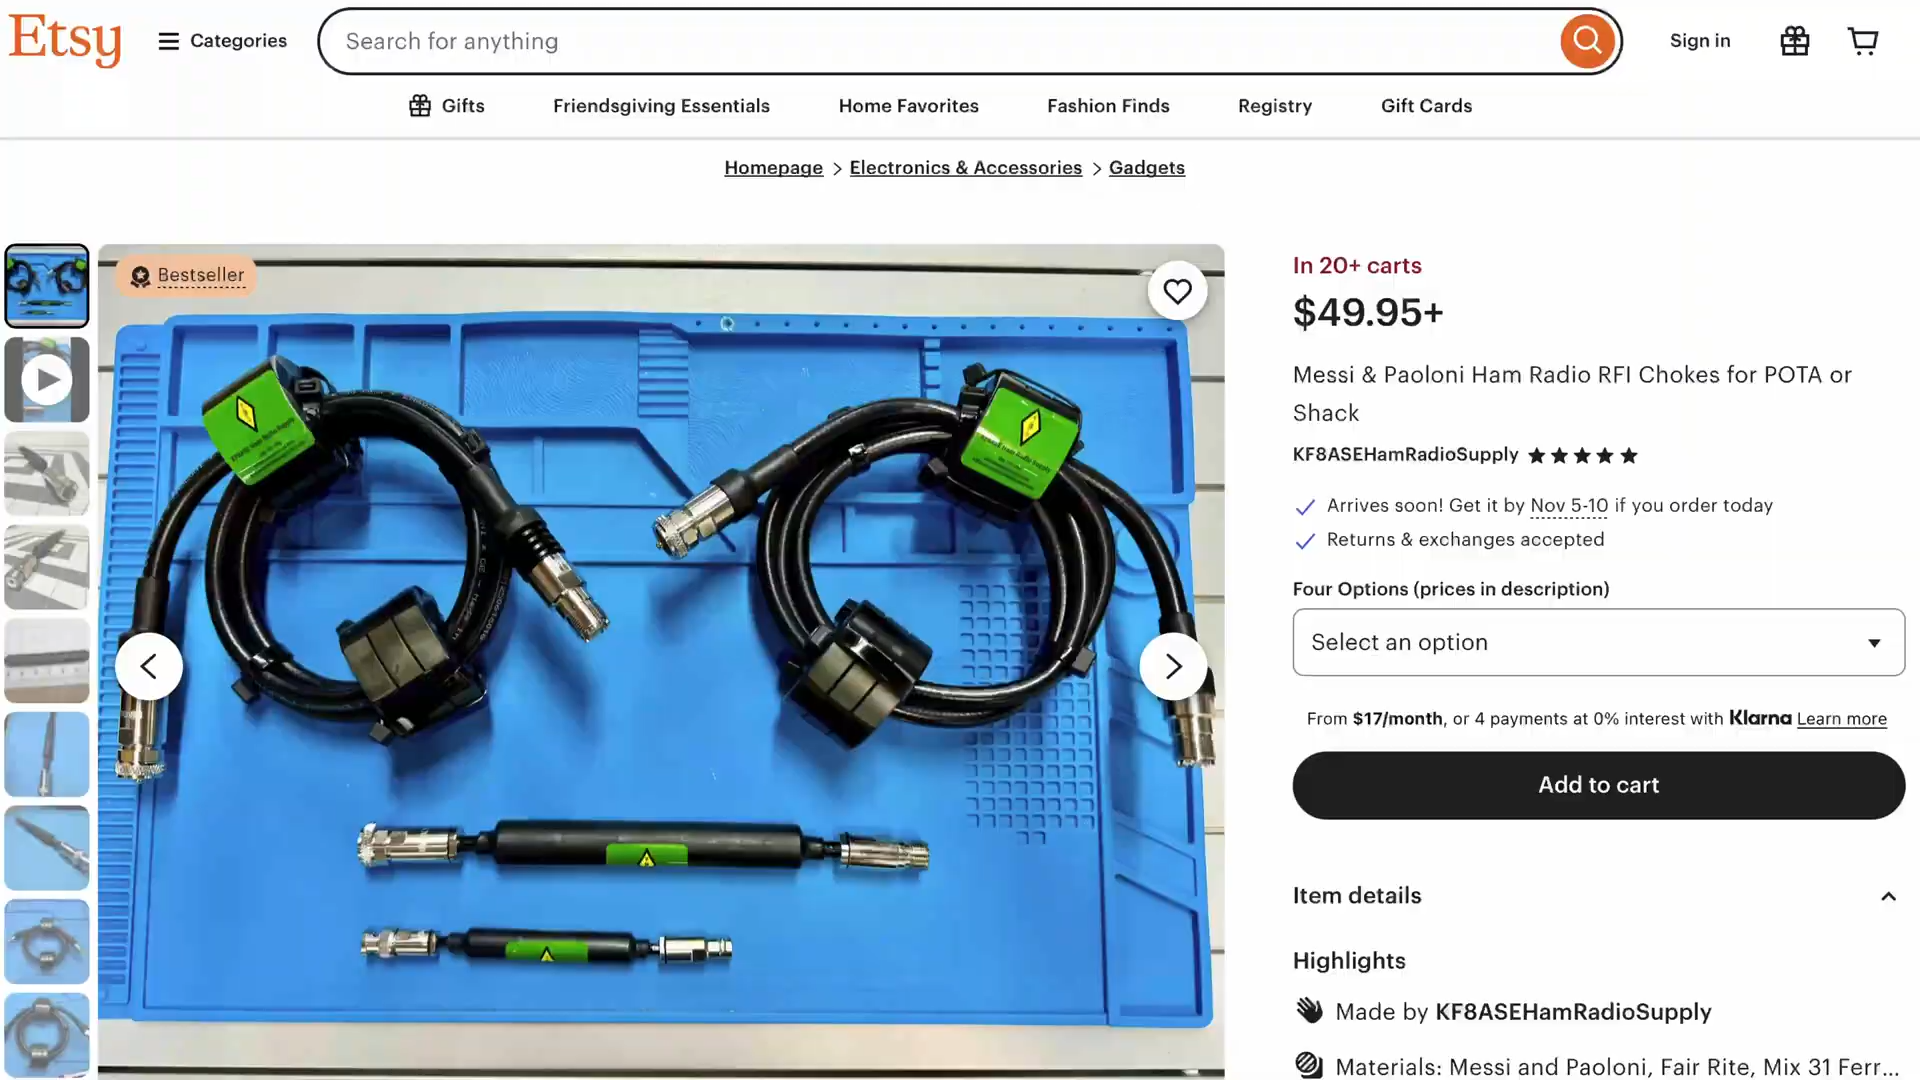 Etsy
Categories
Search for anything
Sign in
Gifts
Friendsgiving Essentials
Home Favorites
Fashion Finds
Registry
Gift Cards
Homepage > Electronics & Accessories > Gadgets
Bestseller
In 20+ carts
$49.95+
Messi & Paoloni Ham Radio RFI Chokes for POTA or
Shack
KF8ASEHamRadioSupply
Arrives soon! Get it by Nov 5-10 if you order today
Returns & exchanges accepted
Four Options (prices in description)
Select an option
From $17/month, or 4 payments at 0% interest with Klarna Learn more
Add to cart
Item details
Highlights
Made by KF8ASEHamRadioSupply
Materials: Messi and Paoloni, Fair Rite, Mix 31 Ferr...